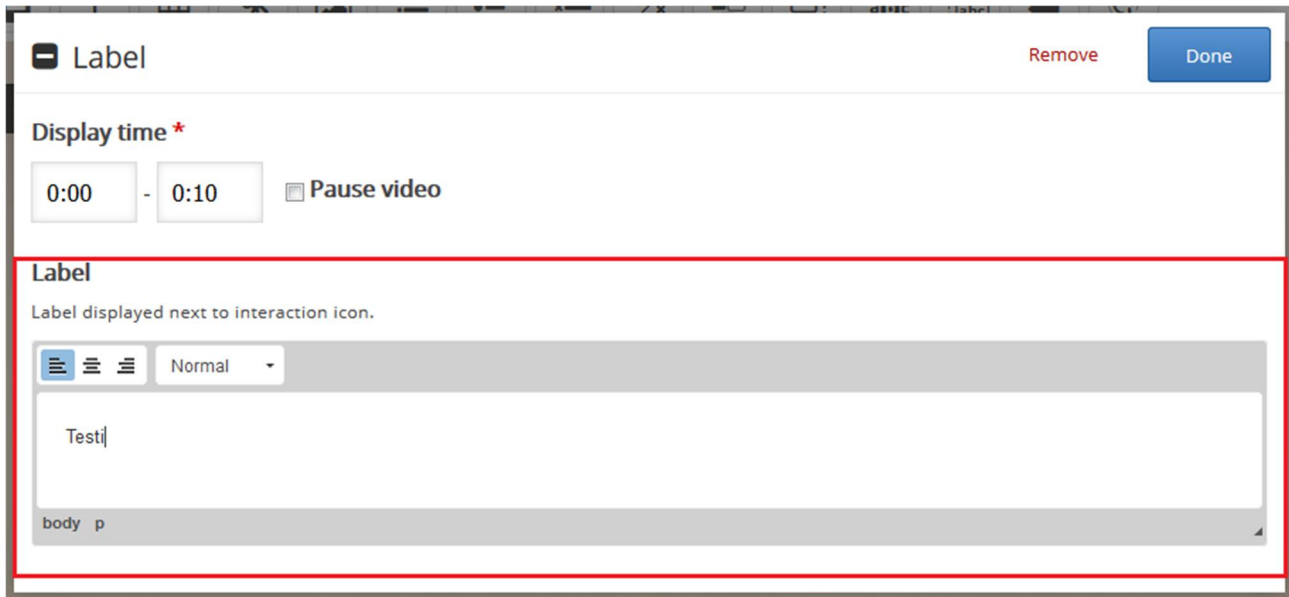 Label
Remove
Done
Display time *
0:00 - 0:10 Pause video
Label
Label displayed next to interaction icon.
Normal
Testi
body p